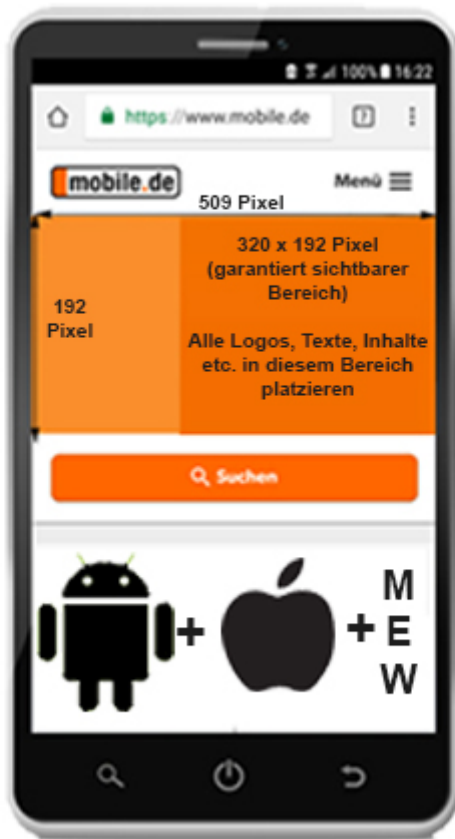 100% 16:22
https://www.mobile.de
mobile.de
Menü
509 Pixel
192
Pixel
320 x 192 Pixel
(garantiert sichtbarer
Bereich)
Alle Logos, Texte, Inhalte
etc. in diesem Bereich
platzieren
Suchen
+ + M
E
W